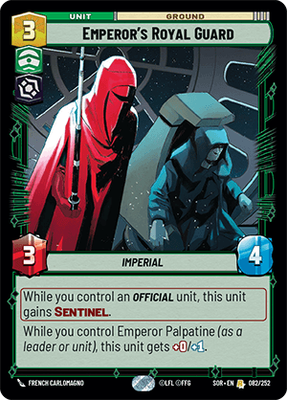 UNIT
GROUND
3
EMPEROR'S ROYAL GUARD
3
4
IMPERIAL
While you control an OFFICIAL unit, this unit
gains SENTINEL.
While you control Emperor Palpatine (as a
leader or unit), this unit gets +0/+1.
FRENCH CARLOMAGNO
©LFL ©FFG
SOR • EN
082/252